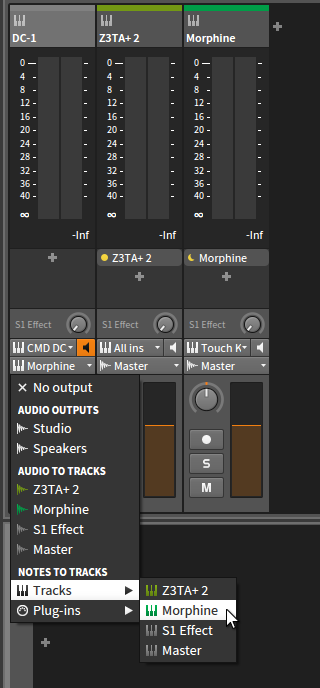 DC-1 Z3TA+ 2 Morphine
0 0 0
4 4 4
8 8 8
12 12 12
16 16 16
20 20 20
24 24 24
28 28 28
32 32 32
36 36 36
40 40 40
∞ ∞ ∞
-Inf -Inf -Inf
Z3TA+ 2 Morphine
S1 Effect S1 Effect S1 Effect
CMD DC All ins Touch K
Morphine Master Master
No output
AUDIO OUTPUTS
Studio
Speakers
AUDIO TO TRACKS
Z3TA+ 2
Morphine
S1 Effect
Master
S
M
NOTES TO TRACKS
Tracks
Plug-ins
Z3TA+ 2
Morphine
S1 Effect
Master